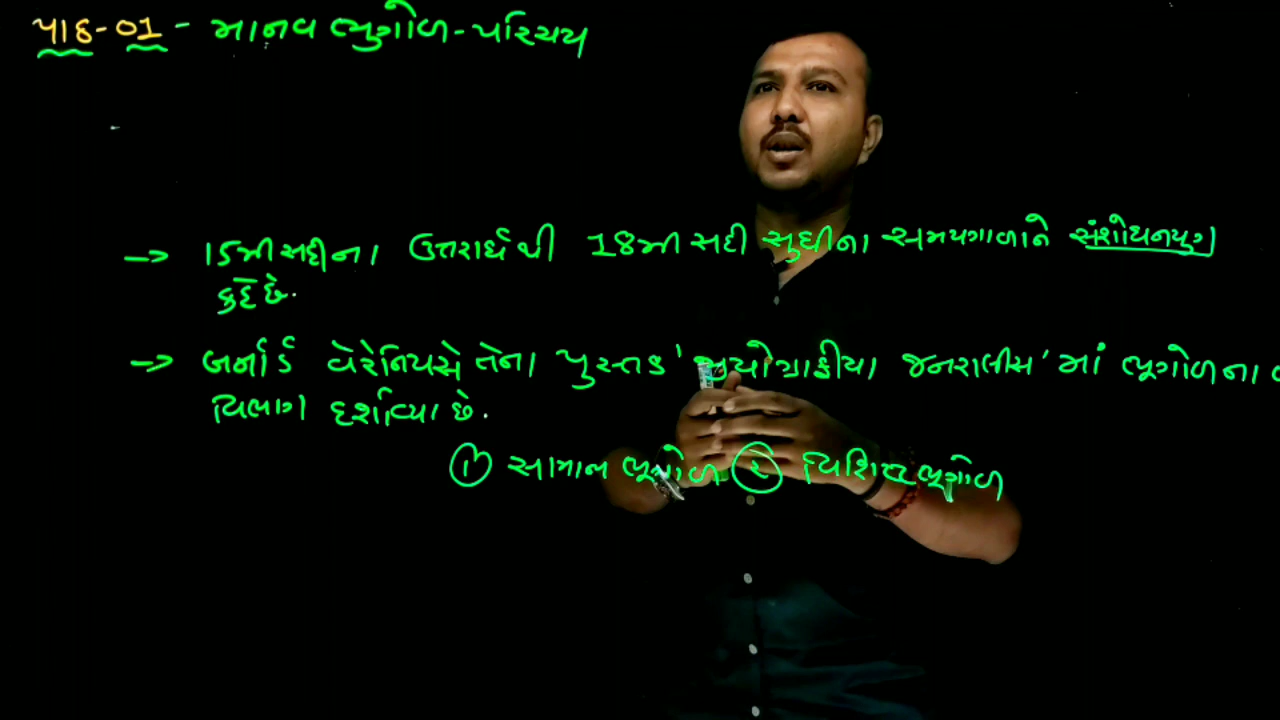 પાઠ-01 - માનવ ભુગોળ-પરિચય
→ 15મી સદીના ઉત્તરાર્ધથી 18મી સદી સુધીના સમયગાળાને સંશોધનયુગ
કહે છે.
→ બર્નાર્ડ વેરેનિયસે તેના પુસ્તક 'જીયોગ્રાફીયા જનરાલીસ' માં ભૂગોળના
વિભાગ દર્શાવ્યા છે.
① સામાન્ય ભૂગોળ ② વિશિષ્ટ ભૂગોળ